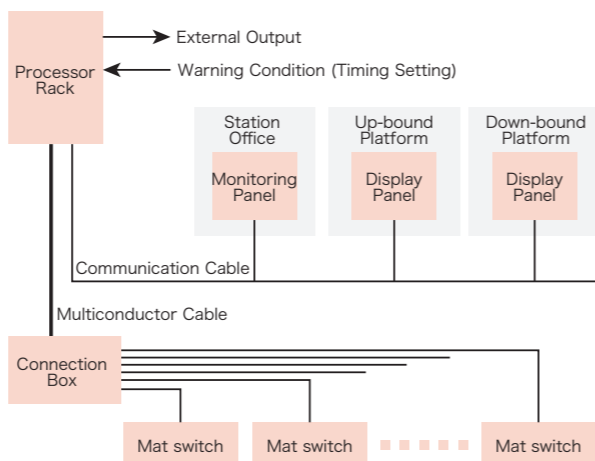 Processor
Rack
External Output
Warning Condition (Timing Setting)
Station
Office
Monitoring
Panel
Up-bound
Platform
Display
Panel
Down-bound
Platform
Display
Panel
Communication Cable
Multiconductor Cable
Connection
Box
Mat switch
Mat switch
Mat switch